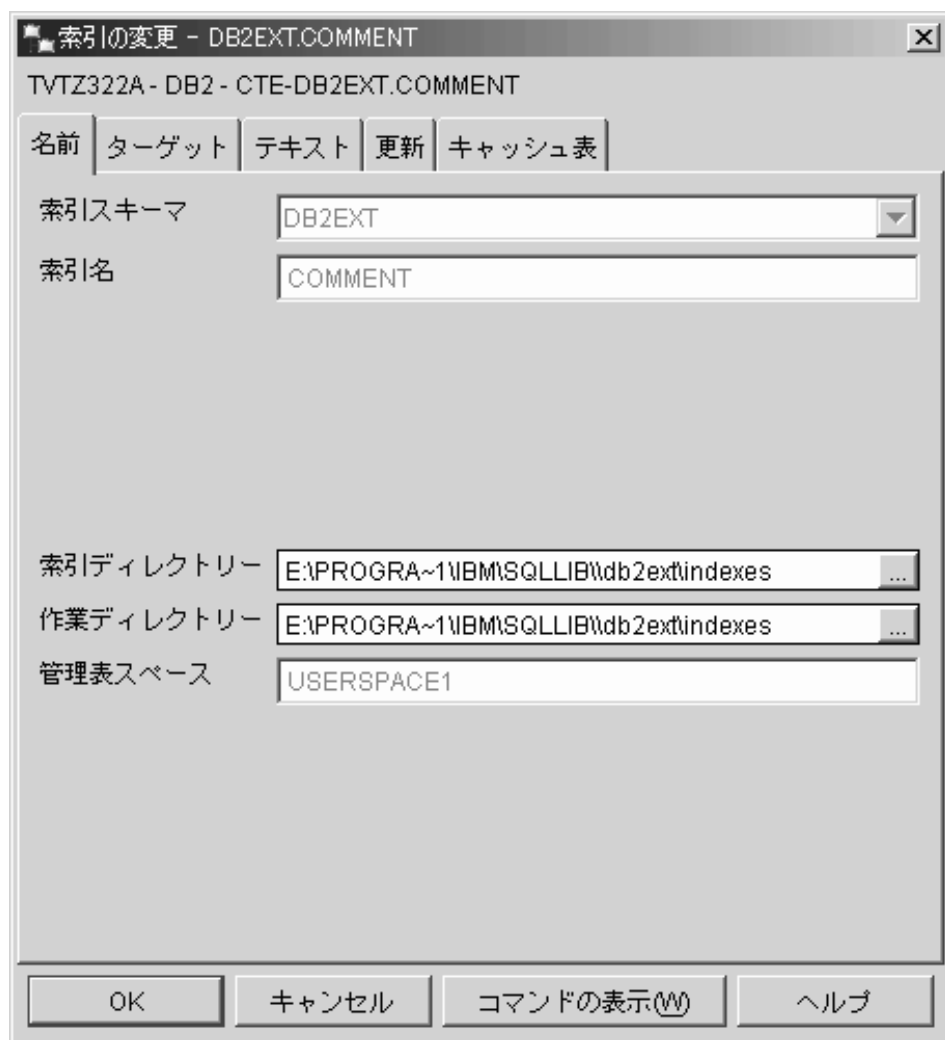 索引の変更 - DB2EXT.COMMENT
TVTZ322A - DB2 - CTE-DB2EXT.COMMENT
名前 ターゲット テキスト 更新 キャッシュ表
索引スキーマ DB2EXT
索引名 COMMENT
索引ディレクトリー E:\PROGRA~1\IBM\SQLLIB\\db2ext\indexes ...
作業ディレクトリー E:\PROGRA~1\IBM\SQLLIB\\db2ext\indexes ...
管理表スペース USERSPACE1
OK キャンセル コマンドの表示(W) ヘルプ